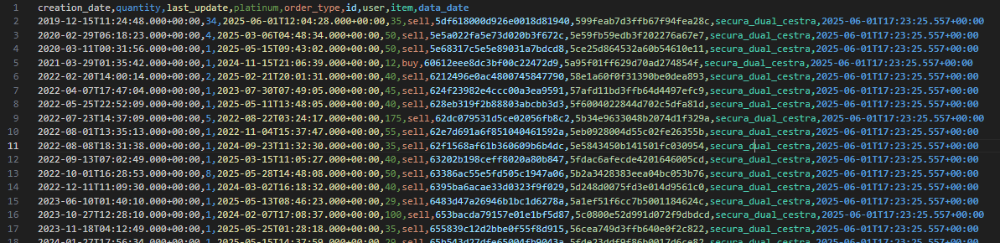 1 creation_date,quantity,last_update,platinum,order_type,id,user,item,data_date
2 2019-12-15T11:24:48.000+00:00,34,2025-06-01T12:04:28.000+00:00,35,sell,5df618000d926e0018d81940,599feab7d3ffb67f94fea28c,secura_dual_cestra,2025-06-01T17:23:25.557+00:00
3 2020-02-29T06:18:23.000+00:00,4,2025-03-06T04:48:34.000+00:00,50,sell,5e5a022fa5e73d020b3f672c,5e59fb59edb3f202276a67e7,secura_dual_cestra,2025-06-01T17:23:25.557+00:00
4 2020-03-11T00:31:56.000+00:00,1,2025-05-15T09:43:02.000+00:00,50,sell,5e68317c5e5e89031a7bdcd8,5ce25d864532a60b54610e11,secura_dual_cestra,2025-06-01T17:23:25.557+00:00
5 2021-03-29T01:35:42.000+00:00,1,2024-11-15T21:06:39.000+00:00,12,buy,60612eee8dc3bf00c22472d9,5a95f01ff629d70ad274854f,secura_dual_cestra,2025-06-01T17:23:25.557+00:00
6 2022-02-20T14:00:14.000+00:00,2,2025-02-21T20:01:31.000+00:00,40,sell,6212496e0ac4800745847790,58e1a60f0f31390be0dea893,secura_dual_cestra,2025-06-01T17:23:25.557+00:00
7 2022-04-07T17:47:04.000+00:00,1,2023-07-30T07:49:05.000+00:00,45,sell,624f23982e4ccc00a3ea9591,57afd11bd3ffb64d4497efc9,secura_dual_cestra,2025-06-01T17:23:25.557+00:00
8 2022-05-25T22:52:09.000+00:00,1,2025-05-11T13:48:05.000+00:00,40,sell,628eb319f2b88803abcbb3d3,5f6004022844d702c5dfa81d,secura_dual_cestra,2025-06-01T17:23:25.557+00:00
9 2022-07-23T14:37:09.000+00:00,5,2022-08-22T03:24:17.000+00:00,175,sell,62dc079531d5ce02056fb8c2,5b34e9633048b2074d1f329a,secura_dual_cestra,2025-06-01T17:23:25.557+00:00
10 2022-08-01T13:35:13.000+00:00,1,2022-11-04T15:37:47.000+00:00,55,sell,62e7d691a6f851040461592a,5eb0928004d55c02fe26355b,secura_dual_cestra,2025-06-01T17:23:25.557+00:00
11 2022-08-08T18:31:38.000+00:00,1,2024-09-23T11:32:30.000+00:00,35,sell,62f1568af61b360609b6b4dc,5e5843450b141501fc030954,secura_dual_cestra,2025-06-01T17:23:25.557+00:00
12 2022-09-13T07:02:49.000+00:00,1,2025-03-15T11:05:27.000+00:00,40,sell,63202b198ceff8020a80b847,5fdac6afecde4201646005cd,secura_dual_cestra,2025-06-01T17:23:25.557+00:00
13 2022-10-01T16:28:53.000+00:00,8,2025-05-28T14:48:08.000+00:00,50,sell,63386ac55e5fd505c1947a06,5b2a3428383eea04bc053b76,secura_dual_cestra,2025-06-01T17:23:25.557+00:00
14 2022-12-11T11:09:30.000+00:00,1,2024-03-02T16:18:32.000+00:00,40,sell,6395ba6acae33d0323f9f029,5d248d0075fd3e014d9561c0,secura_dual_cestra,2025-06-01T17:23:25.557+00:00
15 2023-06-10T01:40:10.000+00:00,1,2025-05-13T08:46:23.000+00:00,29,sell,6483d47a26946b1bc1d6278a,5a1ef51f6cc7b5001184624c,secura_dual_cestra,2025-06-01T17:23:25.557+00:00
16 2023-10-27T12:28:10.000+00:00,1,2024-02-07T17:08:37.000+00:00,100,sell,653bacda79157e01e1bf5d87,5c0800e52d991d072f9dbdcd,secura_dual_cestra,2025-06-01T17:23:25.557+00:00
17 2023-11-18T04:12:49.000+00:00,1,2025-05-25T01:28:18.000+00:00,35,sell,655839c12d2bbe0f55f8d915,56cea749d3ffb640e0f2c822,secura_dual_cestra,2025-06-01T17:23:25.557+00:00